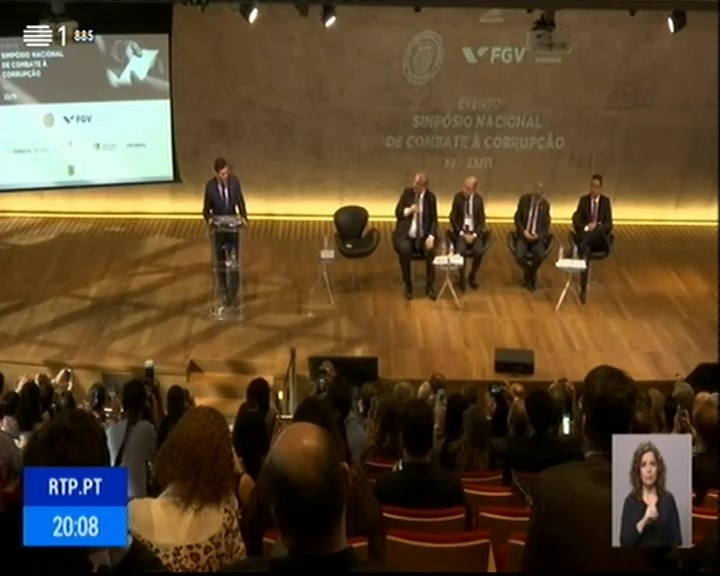 1 885
SIMPÓSIO NACIONAL
DE COMBATE À
CORRUPÇÃO
FGV
FGV
EVENTO
SIMPÓSIO NACIONAL
DE COMBATE À CORRUPÇÃO
RTP.PT
20:08